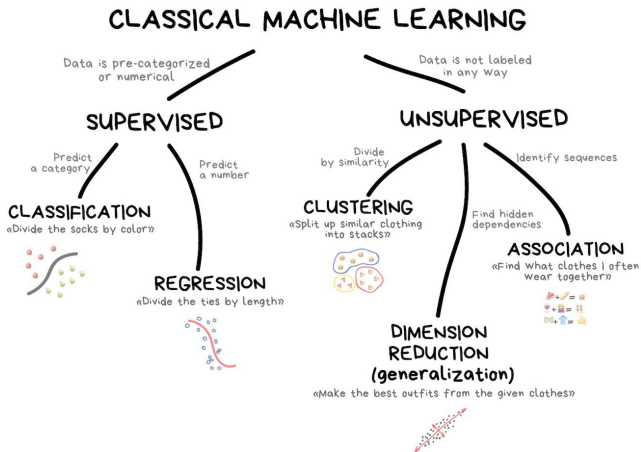 CLASSICAL MACHINE LEARNING
Data is pre-categorized
or numerical
Data is not labeled
in any way
SUPERVISED
UNSUPERVISED
Predict
a category
Predict
a number
Divide
by similarity
Identify sequences
CLASSIFICATION
«Divide the socks by color»
CLUSTERING
«Split up similar clothing
into stacks»
Find hidden
dependencies
ASSOCIATION
«Find what clothes I often
wear together»
REGRESSION
«Divide the ties by length»
DIMENSION
REDUCTION
(generalization)
«Make the best outfits from the given clothes»